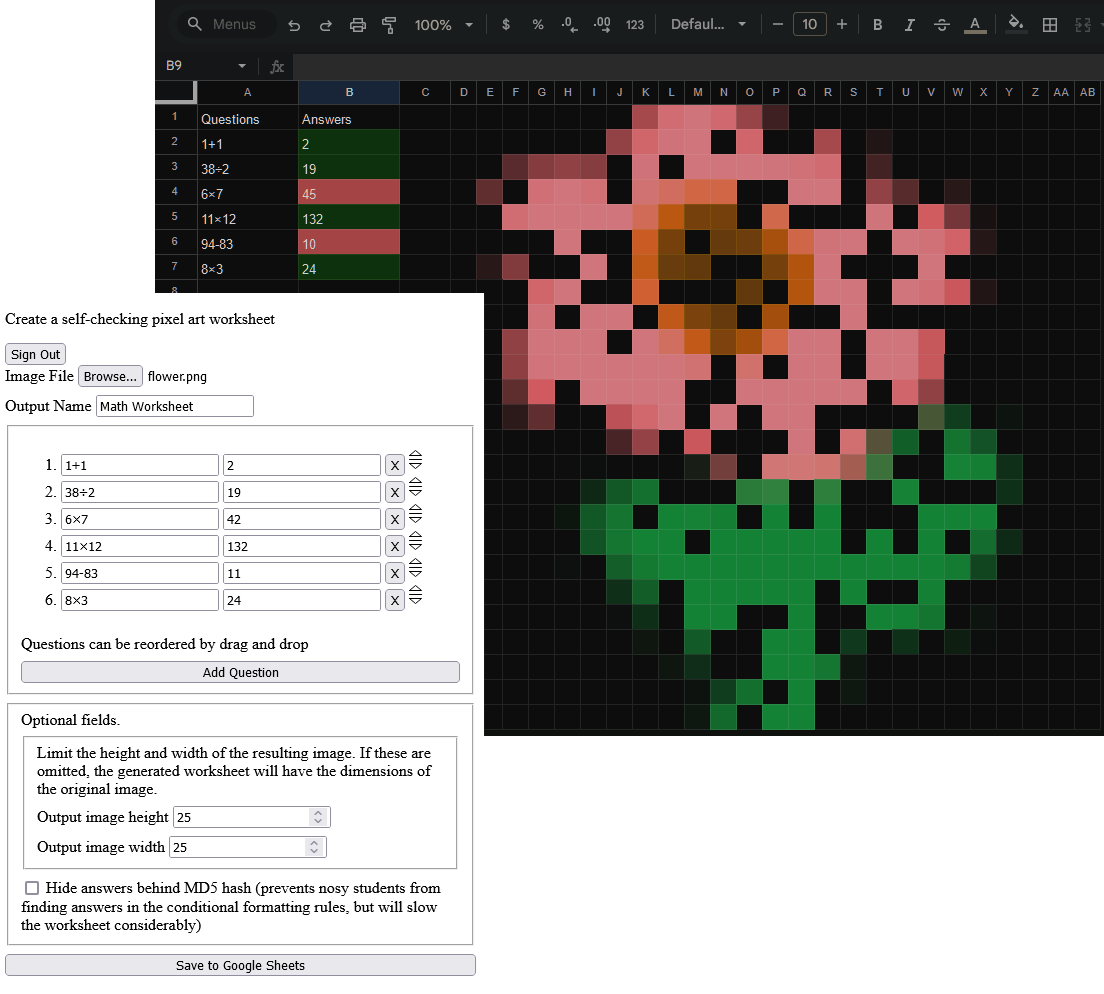 Menus 100% $ % .0 .00 123 Defaul... 10 B I S A
B9 fx
A B C D E F G H I J K L M N O P Q R S T U V W X Y Z AA AB
1 Questions Answers
2 1+1 2
3 38÷2 19
4 6×7 45
5 11×12 132
6 94-83 10
7 8×3 24
8
Create a self-checking pixel art worksheet
Sign Out
Image File Browse... flower.png
Output Name Math Worksheet
1. 1+1 2 X
2. 38÷2 19 X
3. 6×7 42 X
4. 11×12 132 X
5. 94-83 11 X
6. 8×3 24 X
Questions can be reordered by drag and drop
Add Question
Optional fields.
Limit the height and width of the resulting image. If these are
omitted, the generated worksheet will have the dimensions of
the original image.
Output image height 25
Output image width 25
Hide answers behind MD5 hash (prevents nosy students from
finding answers in the conditional formatting rules, but will slow
the worksheet considerably)
Save to Google Sheets